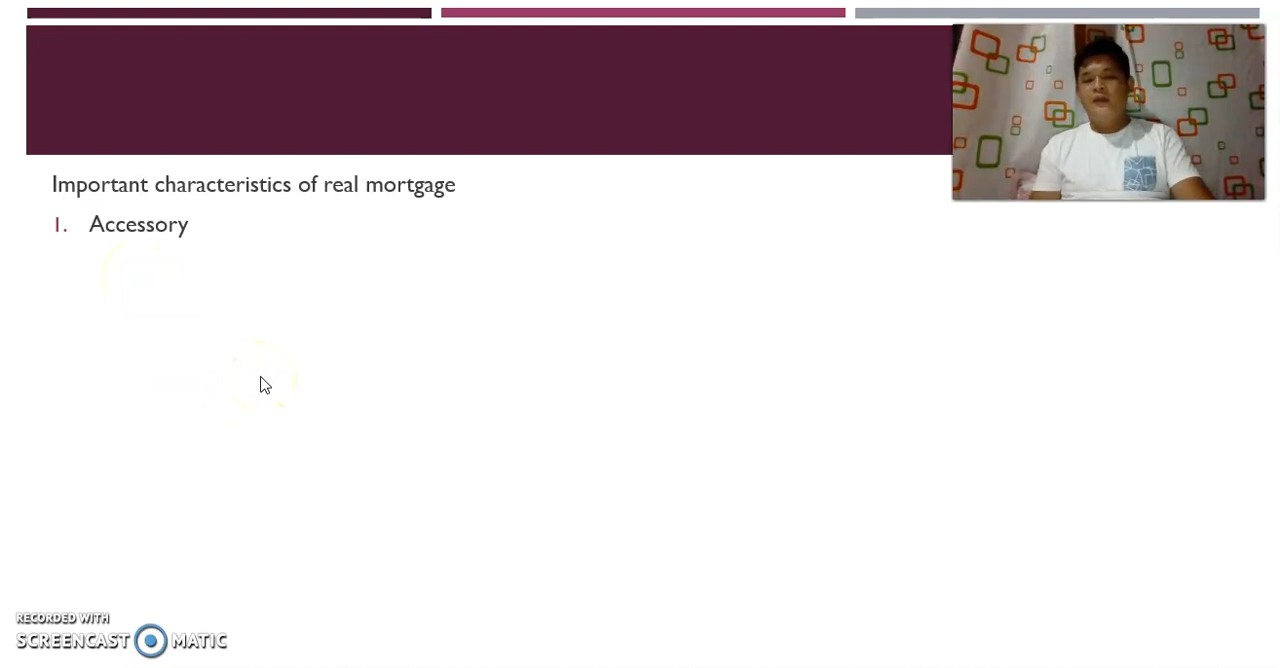 Important characteristics of real mortgage
1. Accessory
RECORDED WITH
SCREENCAST MATIC